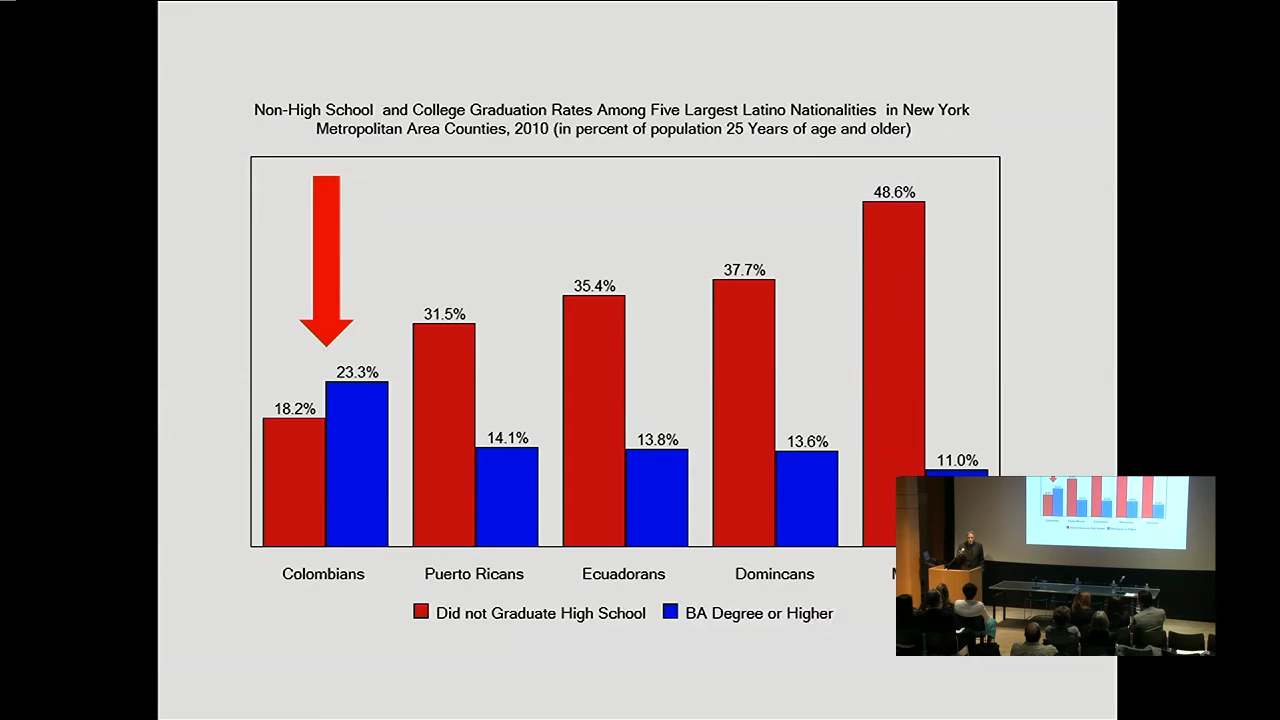 Non-High School and College Graduation Rates Among Five Largest Latino Nationalities in New York
Metropolitan Area Counties, 2010 (in percent of population 25 Years of age and older)
48.6%
37.7%
35.4%
31.5%
23.3%
18.2%
14.1%
13.8%
13.6%
11.0%
Colombians Puerto Ricans Ecuadorans Domincans
Did not Graduate High School BA Degree or Higher